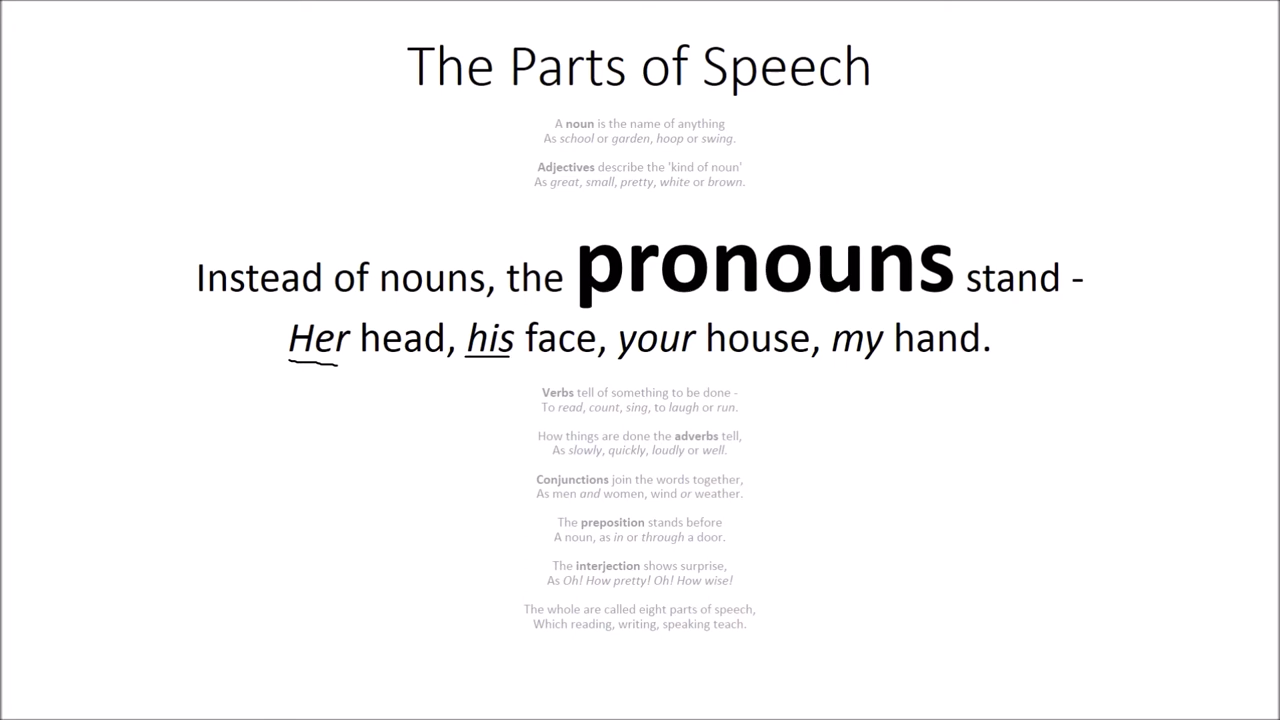 The Parts of Speech
A noun is the name of anything
As school or garden, hoop or swing.
Adjectives describe the 'kind of noun'
As great, small, pretty, white or brown.
Instead of nouns, the pronouns stand -
Her head, his face, your house, my hand.
Verbs tell of something to be done -
To read, count, sing, to laugh or run.
How things are done the adverbs tell,
As slowly, quickly, loudly or well.
Conjunctions join the words together,
As men and women, wind or weather.
The preposition stands before
A noun, as in or through a door.
The interjection shows surprise,
As Oh! How pretty! Oh! How wise!
The whole are called eight parts of speech,
Which reading, writing, speaking teach.